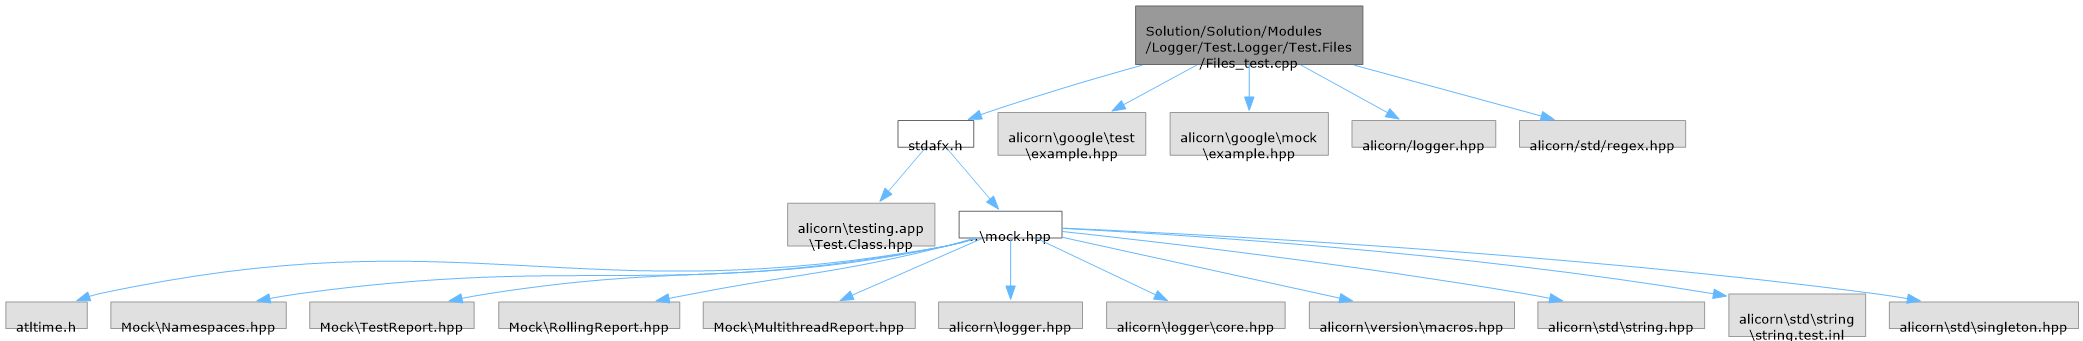 Solution/Solution/Modules
/Logger/Test.Logger/Test.Files
/Files_test.cpp
stdafx.h
alicorn\google\test
\example.hpp
alicorn\google\mock
\example.hpp
alicorn/logger.hpp
alicorn/std/regex.hpp
alicorn\testing.app
\Test.Class.hpp
..\mock.hpp
atltime.h
Mock\Namespaces.hpp
Mock\TestReport.hpp
Mock\RollingReport.hpp
Mock\MultithreadReport.hpp
alicorn\logger.hpp
alicorn\logger\core.hpp
alicorn\version\macros.hpp
alicorn\std\string.hpp
alicorn\std\string
\string.test.inl
alicorn\std\singleton.hpp